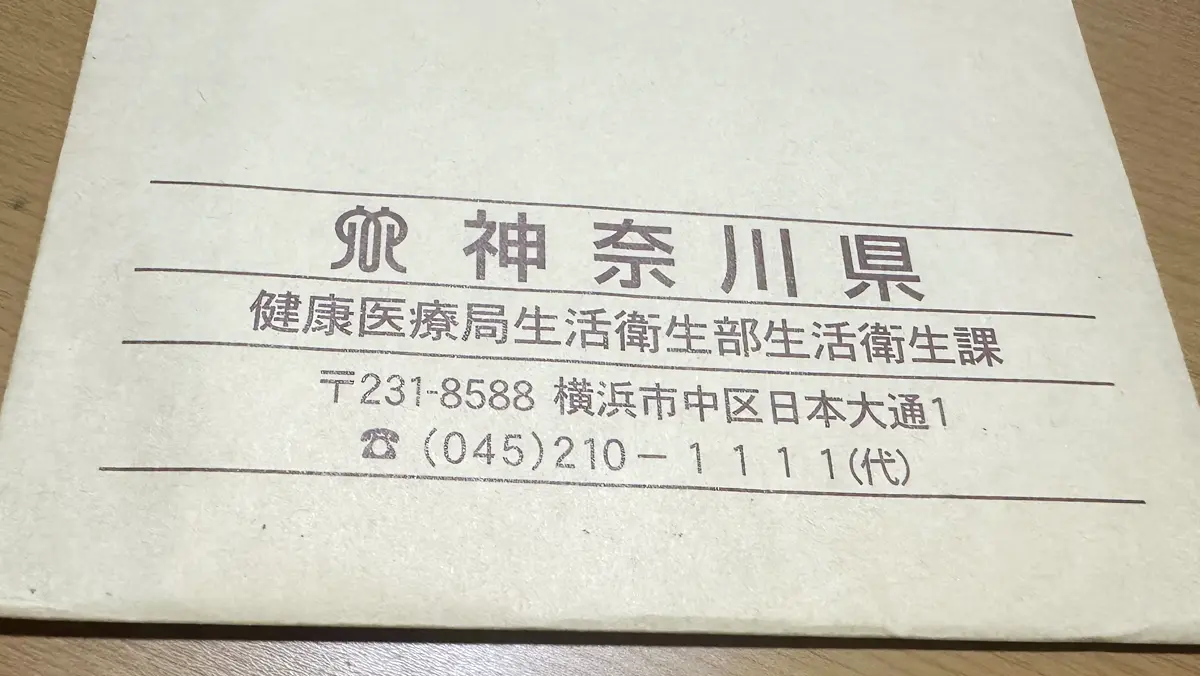 神奈川県
健康医療局生活衛生部生活衛生課
〒231-8588 横浜市中区日本大通1
☎ (045)210－1111(代)